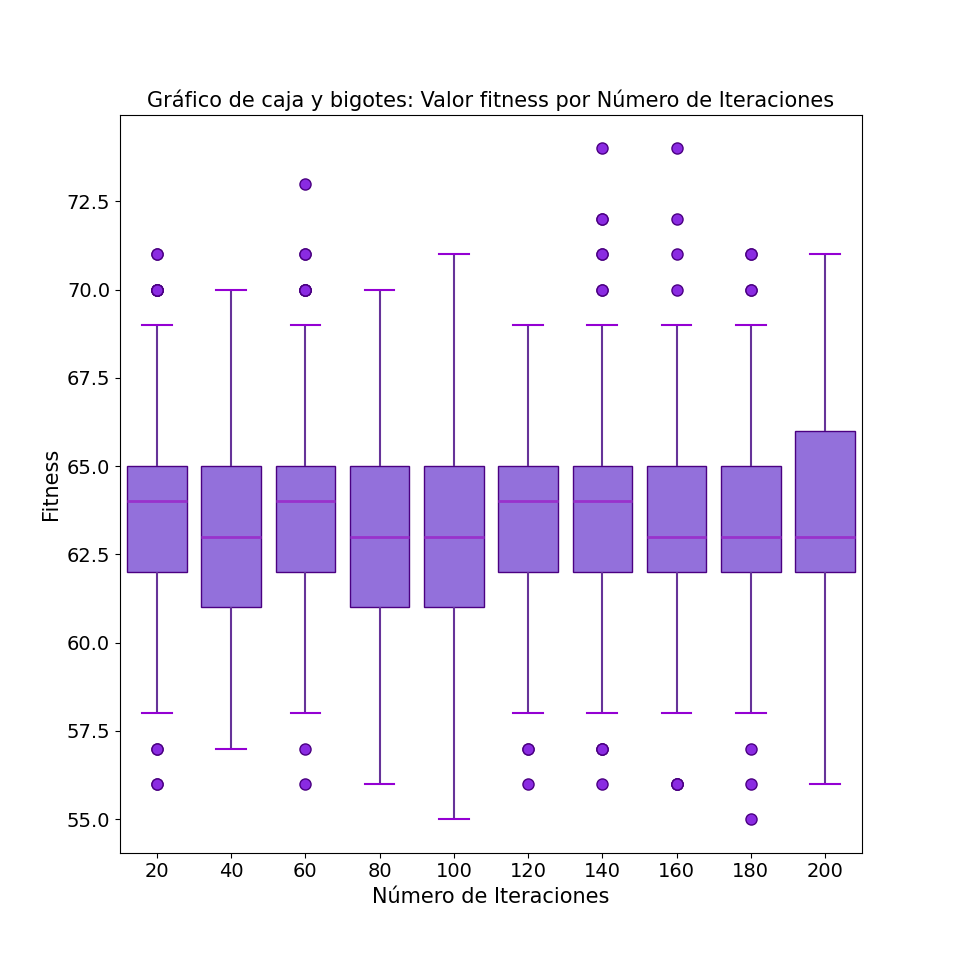 Gráfico de caja y bigotes: Valor fitness por Número de Iteraciones
72.5
70.0
67.5
65.0
62.5
60.0
57.5
55.0
Fitness
20 40 60 80 100 120 140 160 180 200
Número de Iteraciones